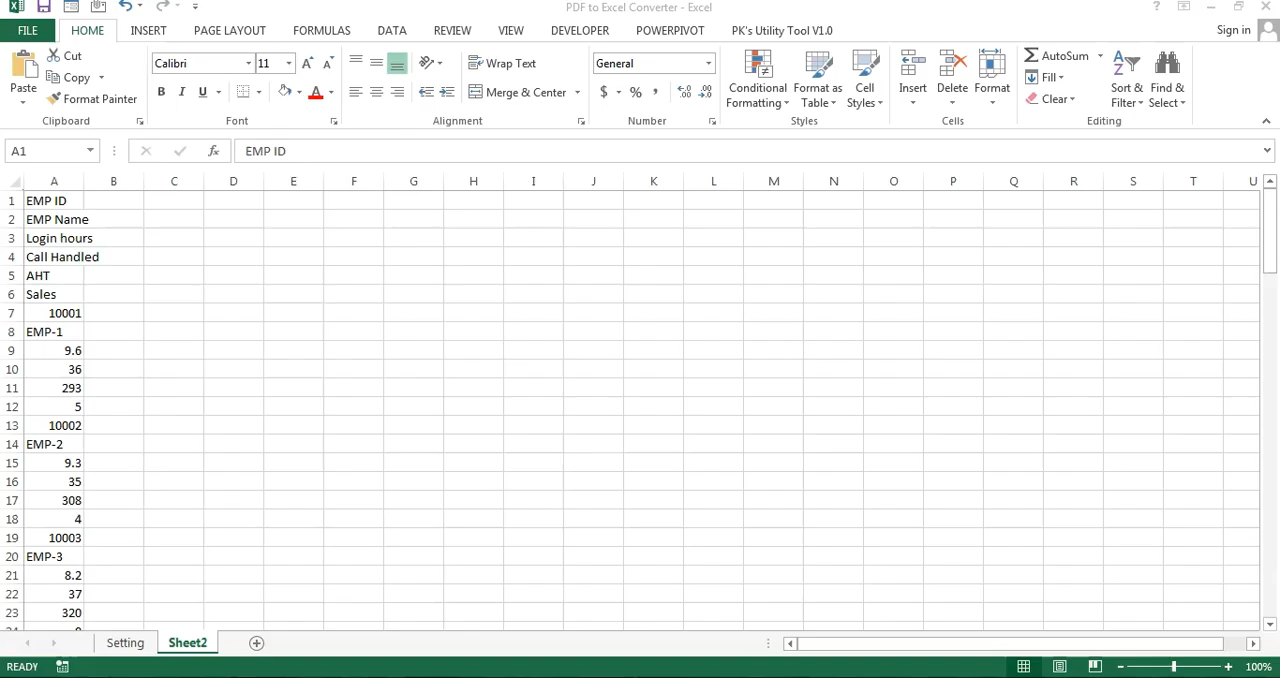 PDF to Excel Converter - Excel
FILE HOME INSERT PAGE LAYOUT FORMULAS DATA REVIEW VIEW DEVELOPER POWERPIVOT PK's Utility Tool V1.0 Sign in
Paste
Cut
Copy
Format Painter
Clipboard
Calibri 11
B I U
Font
Wrap Text
Merge & Center
Alignment
General
$ % ,
Number
Conditional Formatting
Format as Table
Cell Styles
Styles
Insert
Delete
Format
Cells
AutoSum
Fill
Clear
Sort & Filter
Find & Select
Editing
A1 fx EMP ID
A B C D E F G H I J K L M N O P Q R S T U
1 EMP ID
2 EMP Name
3 Login hours
4 Call Handled
5 AHT
6 Sales
7 10001
8 EMP-1
9 9.6
10 36
11 293
12 5
13 10002
14 EMP-2
15 9.3
16 35
17 308
18 4
19 10003
20 EMP-3
21 8.2
22 37
23 320
Setting Sheet2
READY 100%